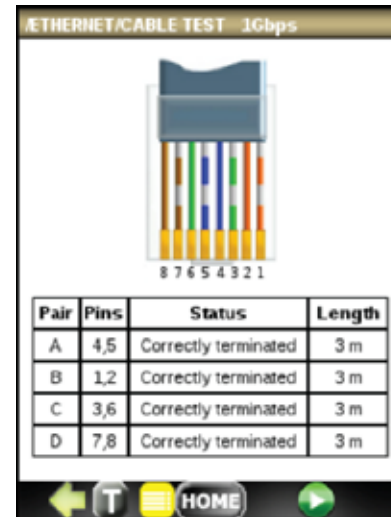 /ETHERNET/CABLE TEST 1Gbps
8 7 6 5 4 3 2 1
Pair Pins Status Length
A 4,5 Correctly terminated 3 m
B 1,2 Correctly terminated 3 m
C 3,6 Correctly terminated 3 m
D 7,8 Correctly terminated 3 m
T HOME